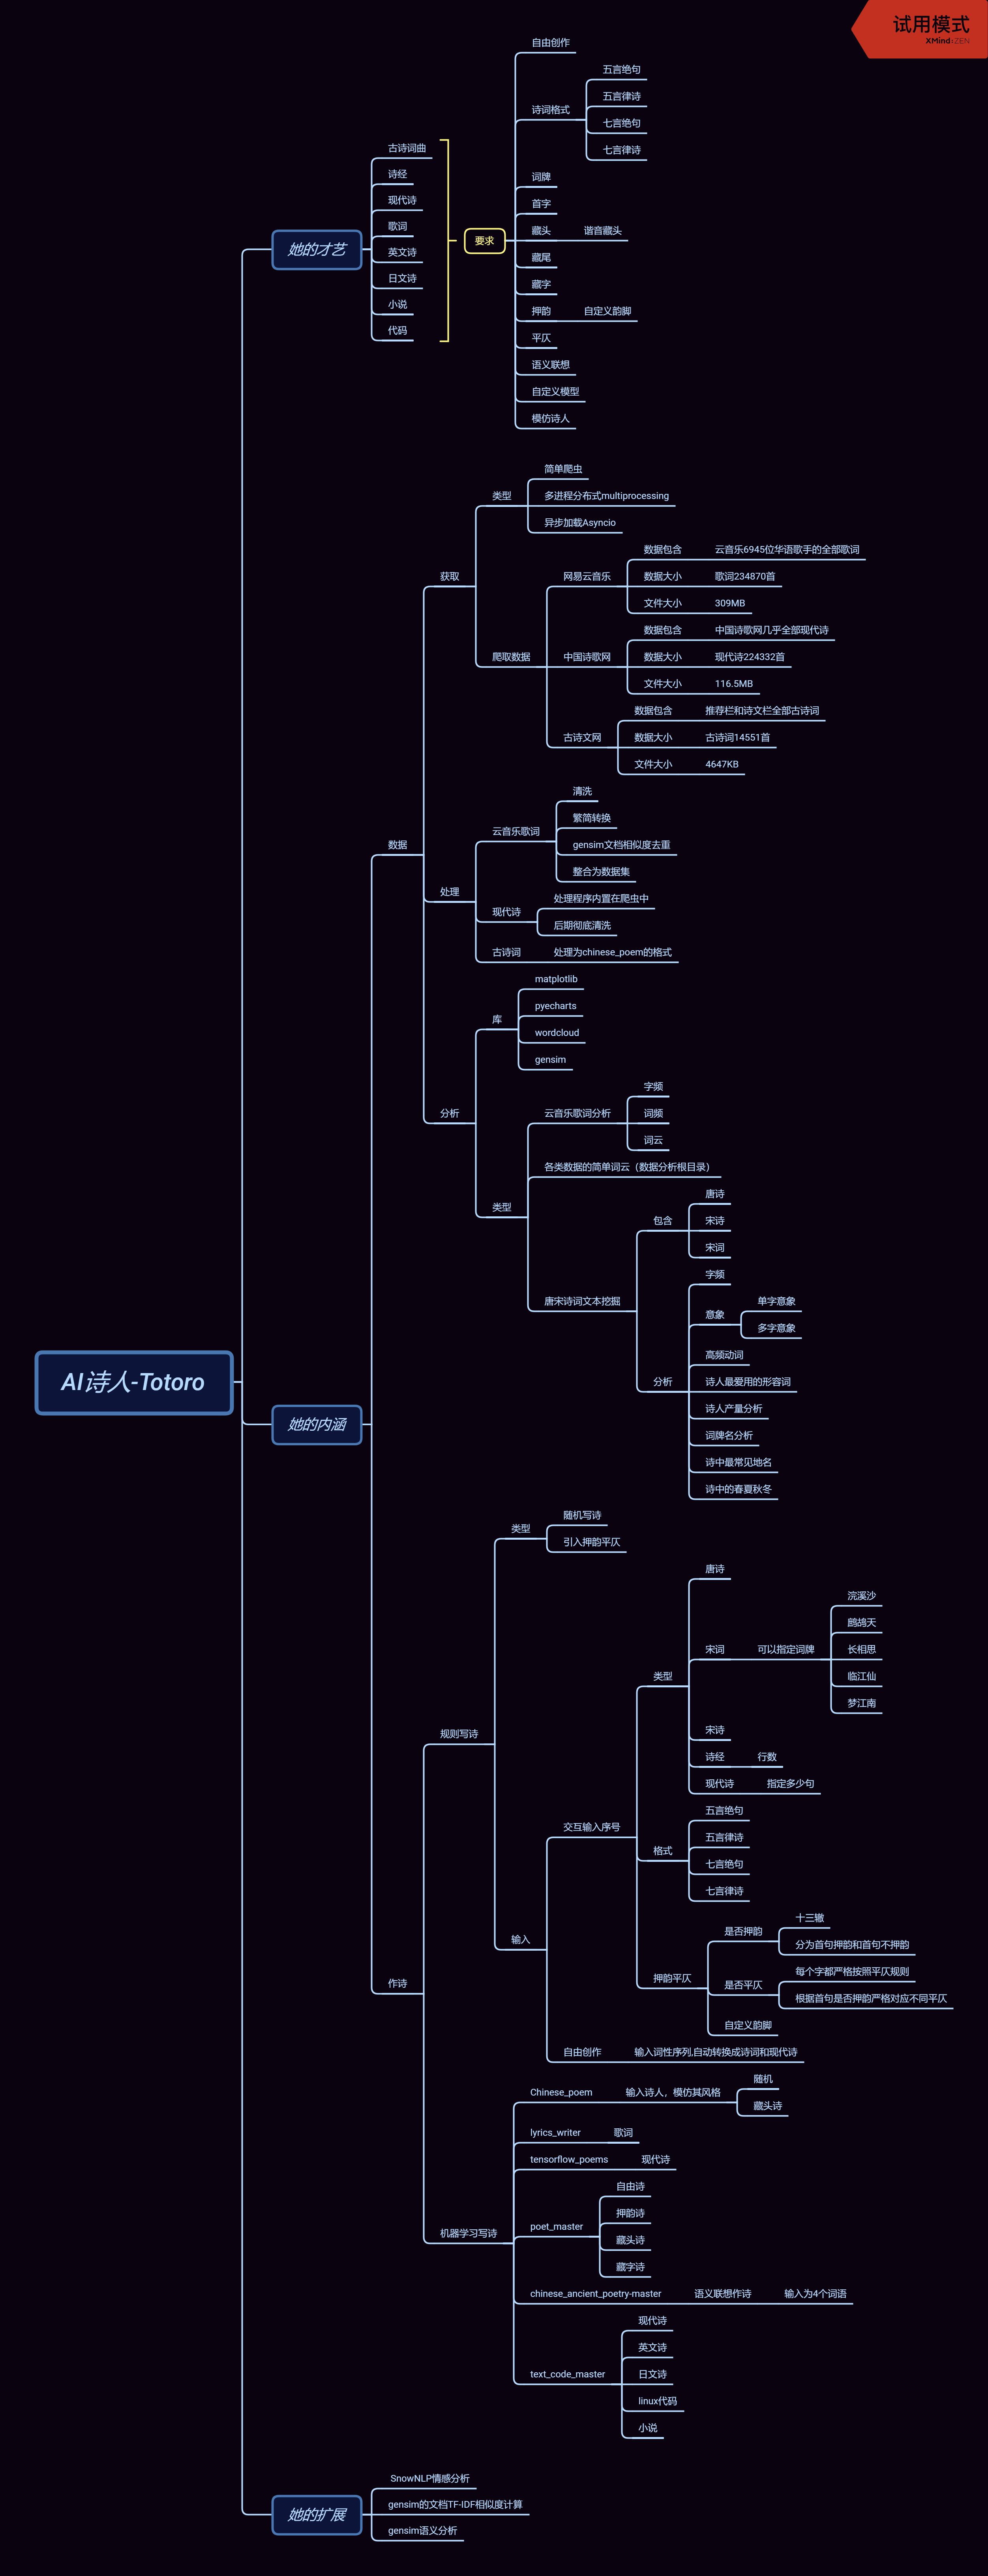 试用模式
XMind:ZEN
AI诗人-Totoro
她的才艺
古诗词曲
诗经
现代诗
歌词
英文诗
日文诗
小说
代码
要求
自由创作
诗词格式
五言绝句
五言律诗
七言绝句
七言律诗
词牌
首字
藏头
谐音藏头
藏尾
藏字
押韵
自定义韵脚
平仄
语义联想
自定义模型
模仿诗人
她的内涵
数据
获取
类型
简单爬虫
多进程分布式multiprocessing
异步加载Asyncio
爬取数据
网易云音乐
数据包含
云音乐6945位华语歌手的全部歌词
数据大小
歌词234870首
文件大小
309MB
中国诗歌网
数据包含
中国诗歌网几乎全部现代诗
数据大小
现代诗224332首
文件大小
116.5MB
古诗文网
数据包含
推荐栏和诗文栏全部古诗词
数据大小
古诗词14551首
文件大小
4647KB
处理
云音乐歌词
清洗
繁简转换
gensim文档相似度去重
整合为数据集
现代诗
处理程序内置在爬虫中
后期彻底清洗
古诗词
处理为chinese_poem的格式
分析
库
matplotlib
pyecharts
wordcloud
gensim
类型
云音乐歌词分析
字频
词频
词云
各类数据的简单词云（数据分析根目录）
唐宋诗词文本挖掘
包含
唐诗
宋诗
宋词
分析
字频
意象
单字意象
多字意象
高频动词
诗人最爱用的形容词
诗人产量分析
词牌名分析
诗中最常见地名
诗中的春夏秋冬
作诗
规则写诗
类型
随机写诗
引入押韵平仄
输入
交互输入序号
类型
唐诗
宋词
可以指定词牌
浣溪沙
鹧鸪天
长相思
临江仙
梦江南
宋诗
诗经
行数
现代诗
指定多少句
格式
五言绝句
五言律诗
七言绝句
七言律诗
押韵平仄
是否押韵
十三辙
分为首句押韵和首句不押韵
是否平仄
每个字都严格按照平仄规则
根据首句是否押韵严格对应不同平仄
自定义韵脚
自由创作
输入词性序列,自动转换成诗词和现代诗
机器学习写诗
Chinese_poem
输入诗人，模仿其风格
随机
藏头诗
lyrics_writer
歌词
tensorflow_poems
现代诗
poet_master
自由诗
押韵诗
藏头诗
藏字诗
chinese_ancient_poetry-master
语义联想作诗
输入为4个词语
text_code_master
现代诗
英文诗
日文诗
linux代码
小说
她的扩展
SnowNLP情感分析
gensim的文档TF-IDF相似度计算
gensim语义分析